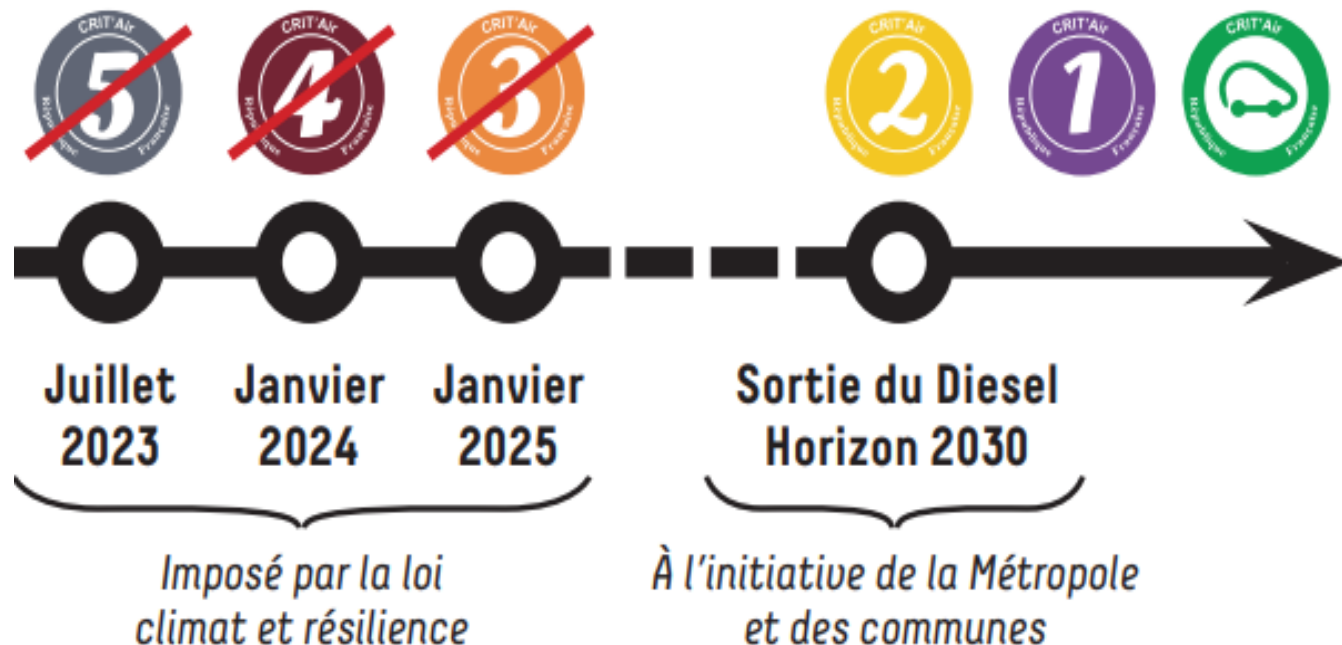 CRIT'Air
5
République Française
CRIT'Air
4
République Française
CRIT'Air
3
République Française
CRIT'Air
2
République Française
CRIT'Air
1
République Française
CRIT'Air
République Française
Juillet
2023
Janvier
2024
Janvier
2025
Sortie du Diesel
Horizon 2030
Imposé par la loi
climat et résilience
À l'initiative de la Métropole
et des communes